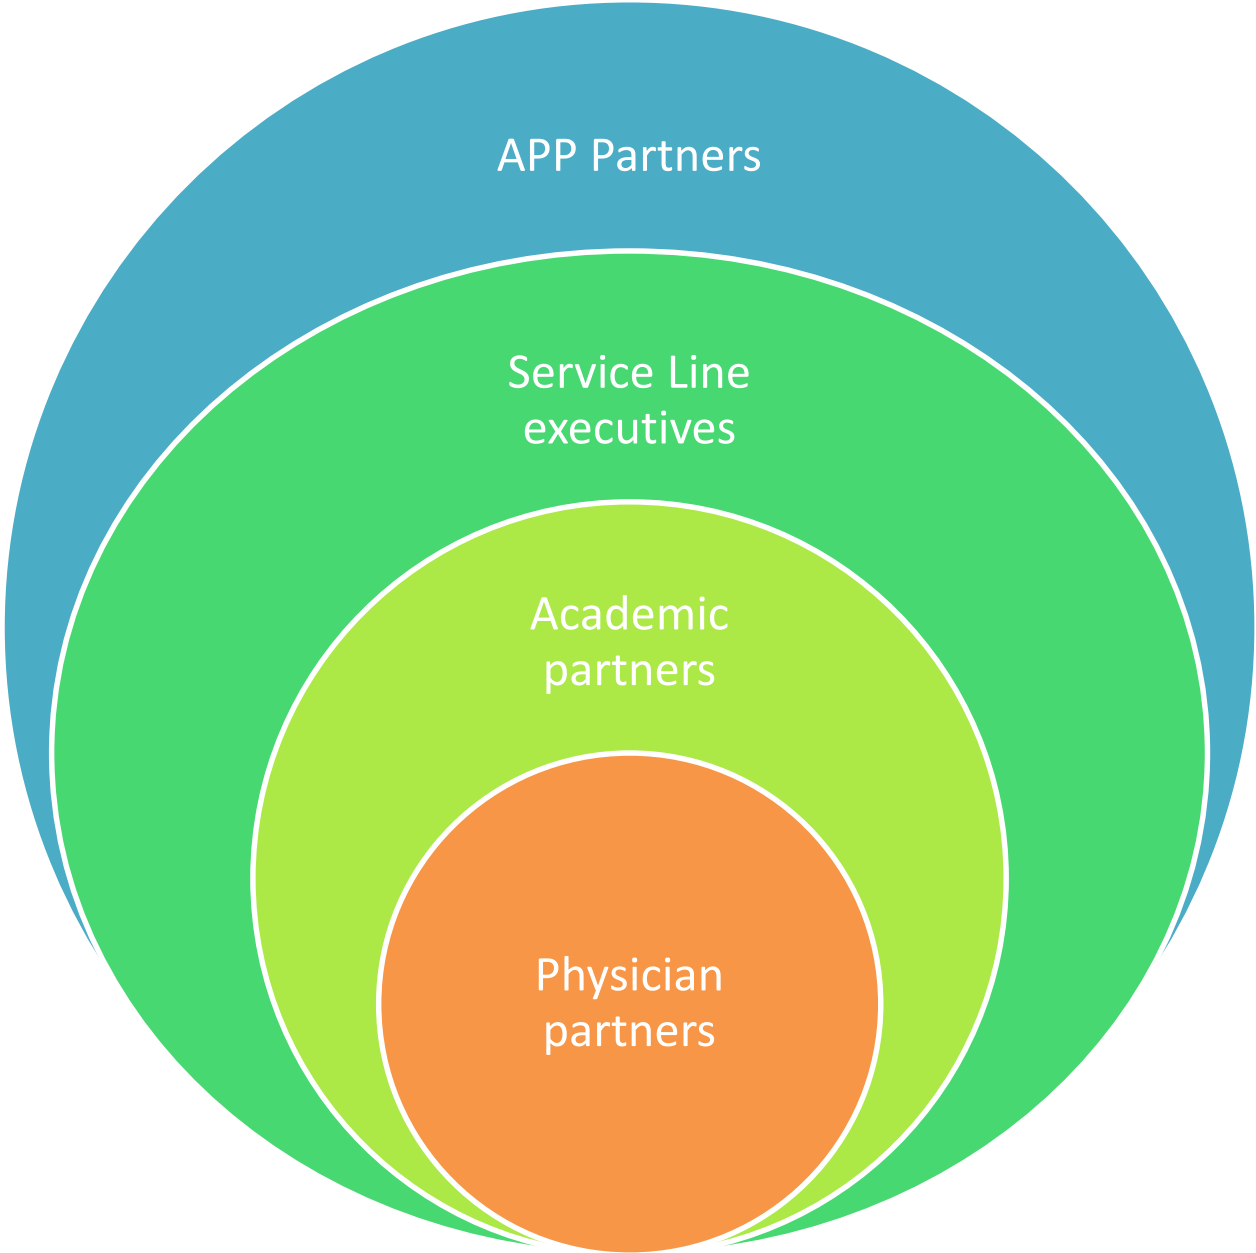 APP Partners
Service Line
executives
Academic
partners
Physician
partners